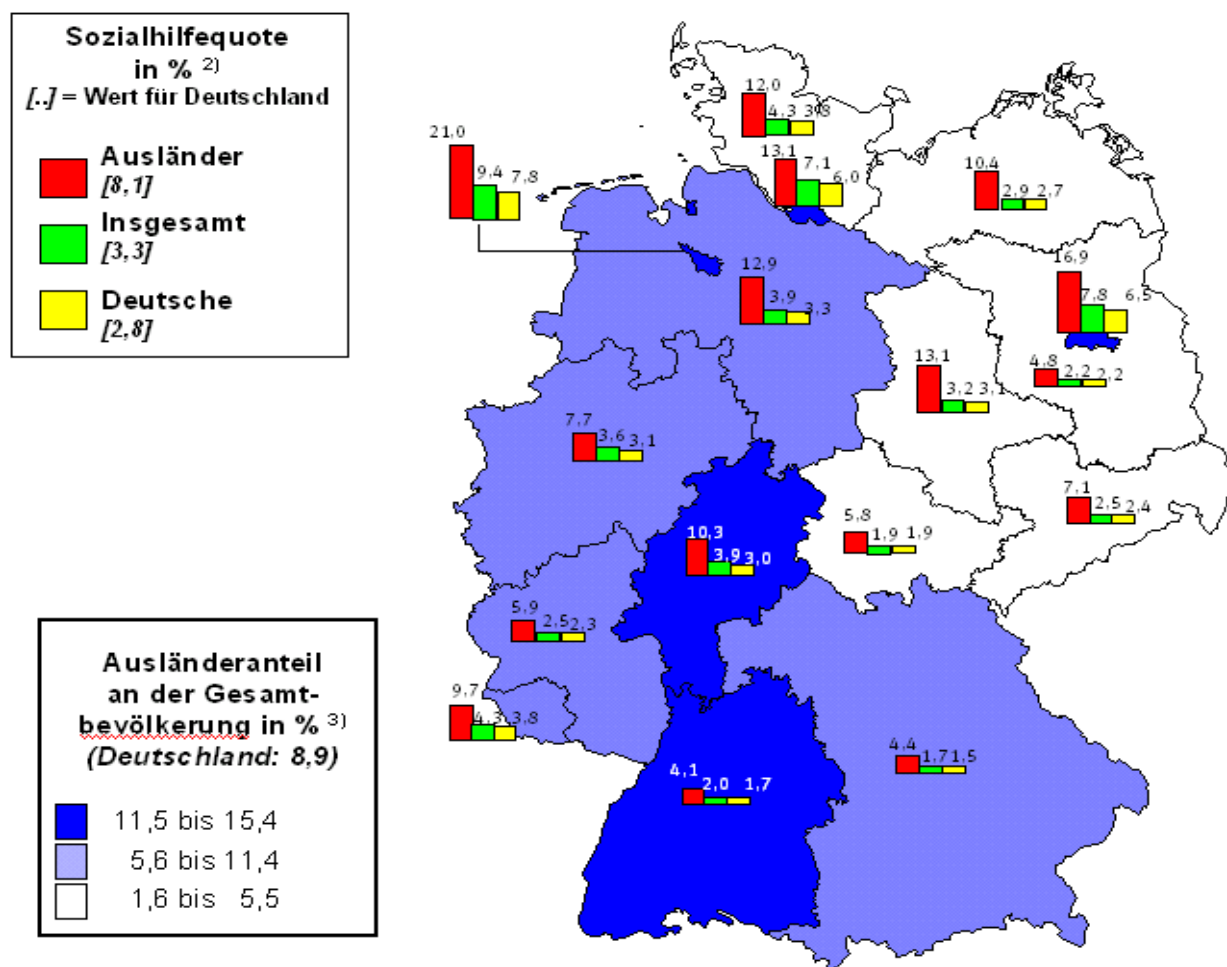 Sozialhilfequote
in % 2)
[..] = Wert für Deutschland
Ausländer
[8,1]
Insgesamt
[3,3]
Deutsche
[2,8]
12,0
4,3 3,8
21,0
9,4 7,8
13,1
7,1
6,0
10,4
2,9 2,7
12,9
3,9
3,3
16,9
7,8 6,5
4,8
2,2 2,2
13,1
3,2 3,1
7,7
3,6
3,1
7,1
2,5 2,4
5,8
1,9 1,9
10,3
3,9 3,0
5,9
2,5 2,3
9,7
4,3 3,8
4,4
1,7 1,5
4,1
2,0 1,7
Ausländeranteil
an der Gesamt-
bevölkerung in % 3)
(Deutschland: 8,9)
11,5 bis 15,4
5,6 bis 11,4
1,6 bis 5,5